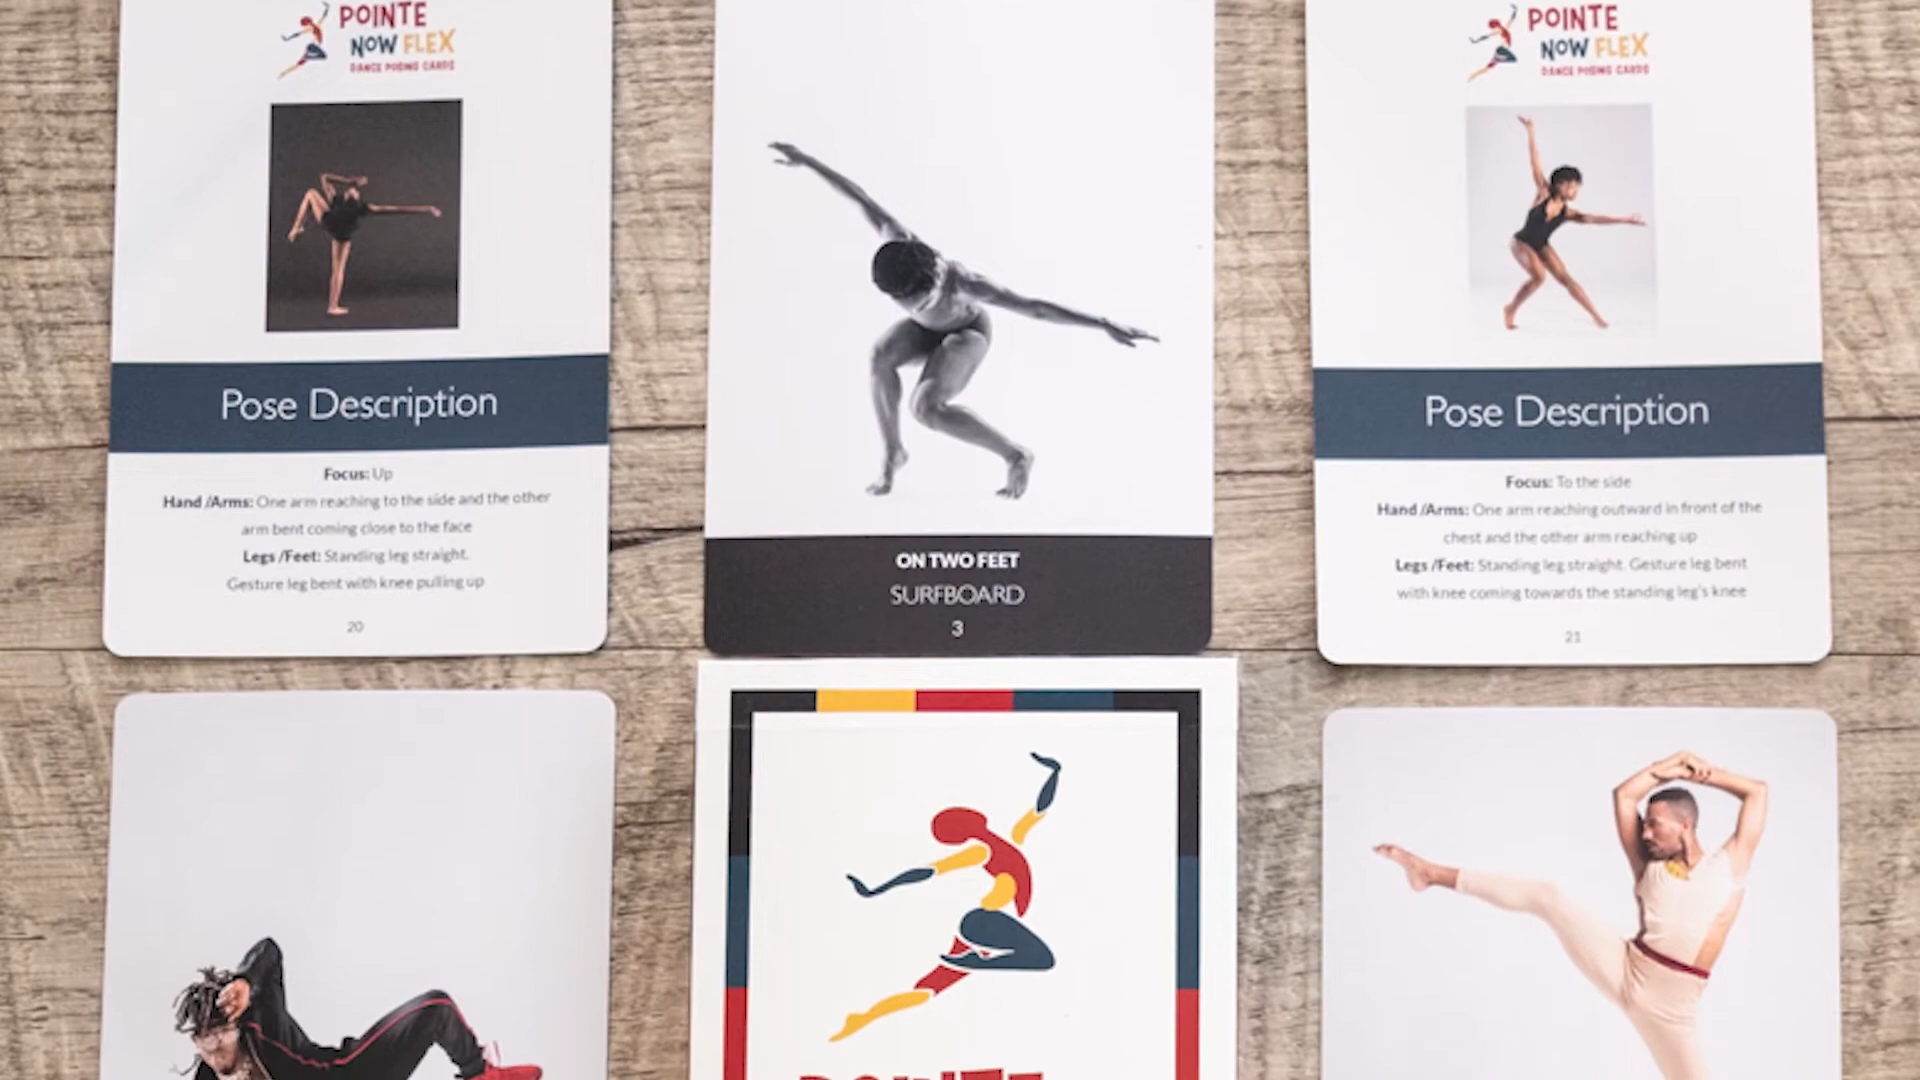 POINTE
NOW FLEX
DANCE POSING CARDS
Pose Description
Focus: Up
Hand /Arms: One arm reaching to the side and the other
arm bent coming close to the face
Legs /Feet: Standing leg straight.
Gesture leg bent with knee pulling up
20
ON TWO FEET
SURFBOARD
3
POINTE
NOW FLEX
DANCE POSING CARDS
Pose Description
Focus: To the side
Hand /Arms: One arm reaching outward in front of the
chest and the other arm reaching up
Legs /Feet: Standing leg straight. Gesture leg bent
with knee coming towards the standing leg's knee
21
POINTE